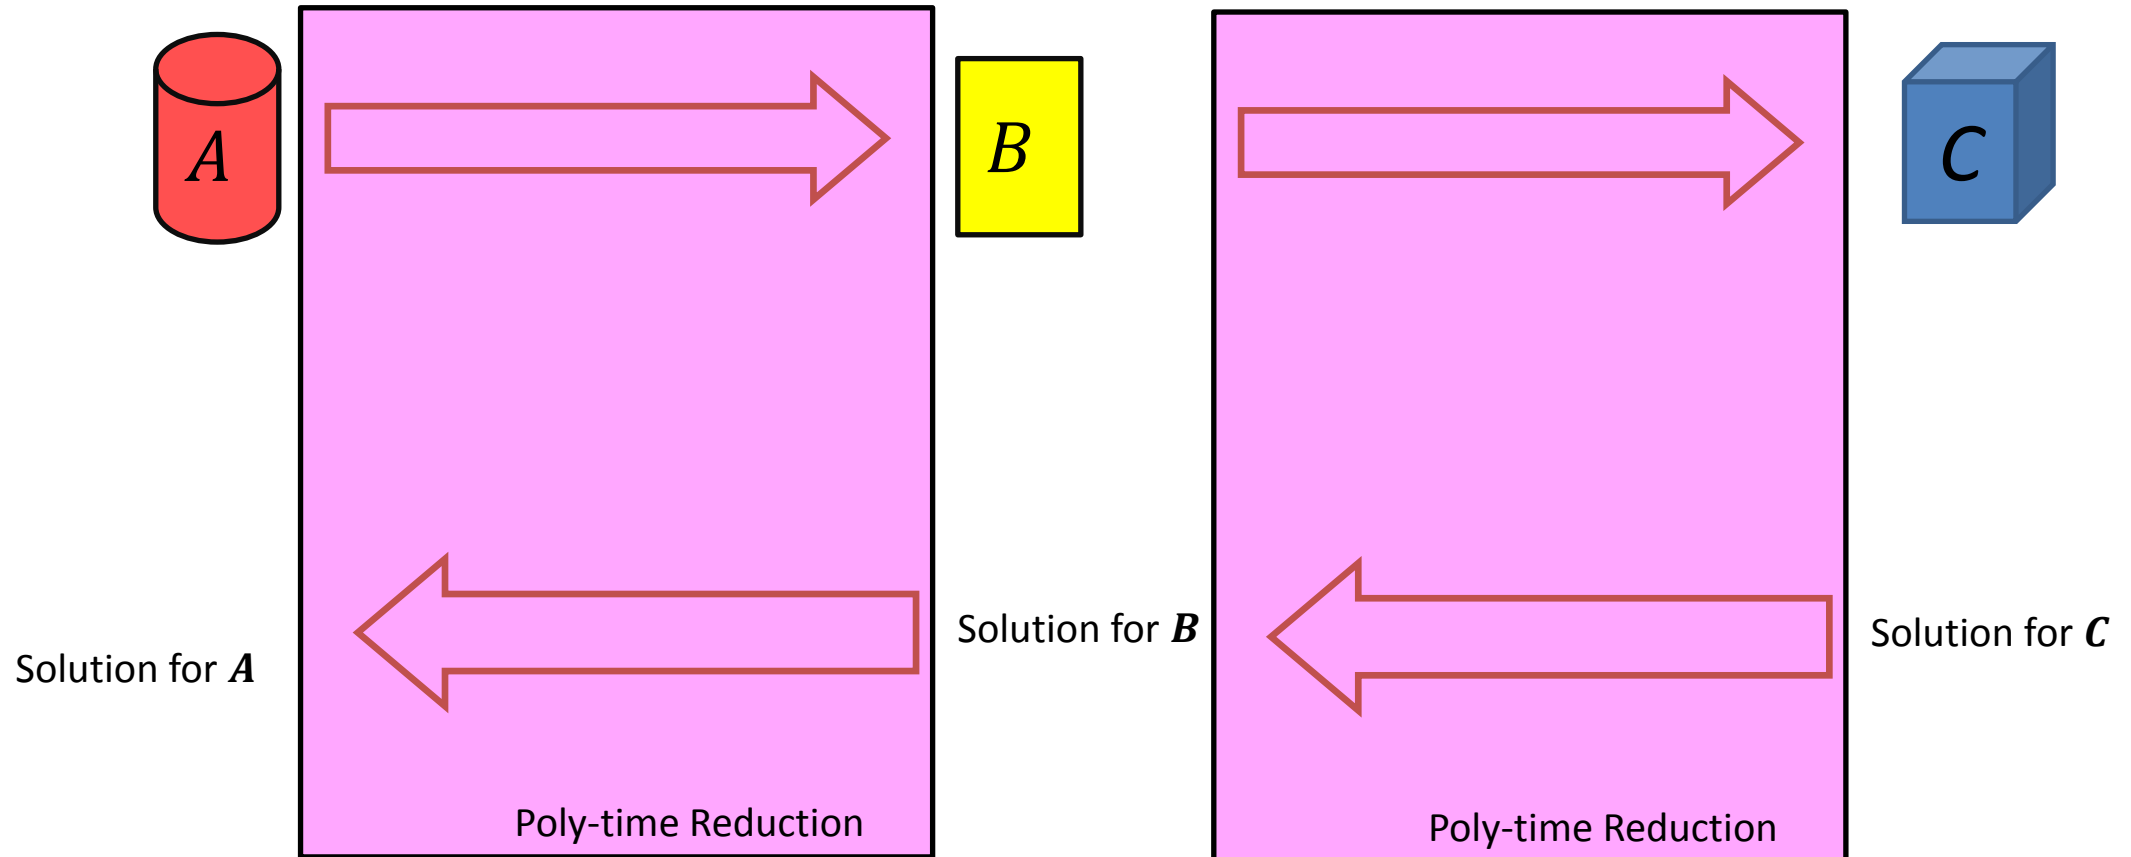 A
B
C
Solution for A
Solution for B
Solution for C
Poly-time Reduction
Poly-time Reduction